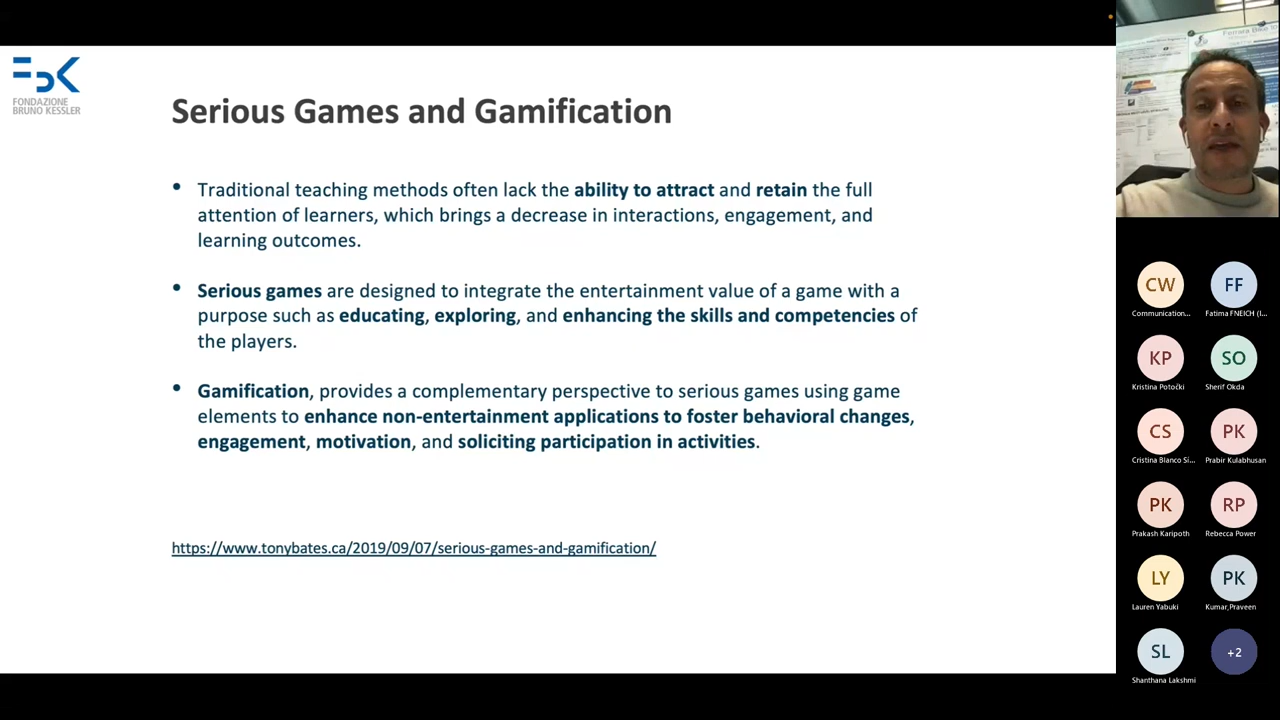 FBK
FONDAZIONE
BRUNO KESSLER
Serious Games and Gamification
• Traditional teaching methods often lack the ability to attract and retain the full
attention of learners, which brings a decrease in interactions, engagement, and
learning outcomes.
• Serious games are designed to integrate the entertainment value of a game with a
purpose such as educating, exploring, and enhancing the skills and competencies of
the players.
• Gamification, provides a complementary perspective to serious games using game
elements to enhance non-entertainment applications to foster behavioral changes,
engagement, motivation, and soliciting participation in activities.
https://www.tonybates.ca/2019/09/07/serious-games-and-gamification/
CW
Communication...
FF
Fatima FNEICH (I...
KP
Kristina Potočki
SO
Sherif Okda
CS
Cristina Bianco Sí...
PK
Prabir Kulabhusan
PK
Prakash Karipoth
RP
Rebecca Power
LY
Lauren Yabuki
PK
Kumar,Praveen
SL
Shanthana Lakshmi
+2